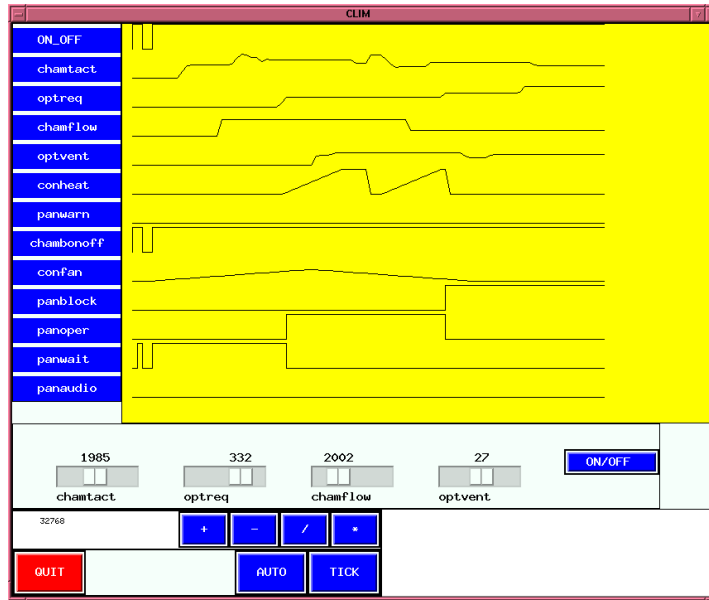 CLIM
ON_OFF
chamtact
optreq
chamflow
optvent
conheat
panwarn
chambonoff
confan
panblock
panoper
panwait
panaudio
1985 332 2002 27
ON/OFF
chamtact optreq chamflow optvent
32768
+ - / *
QUIT AUTO TICK